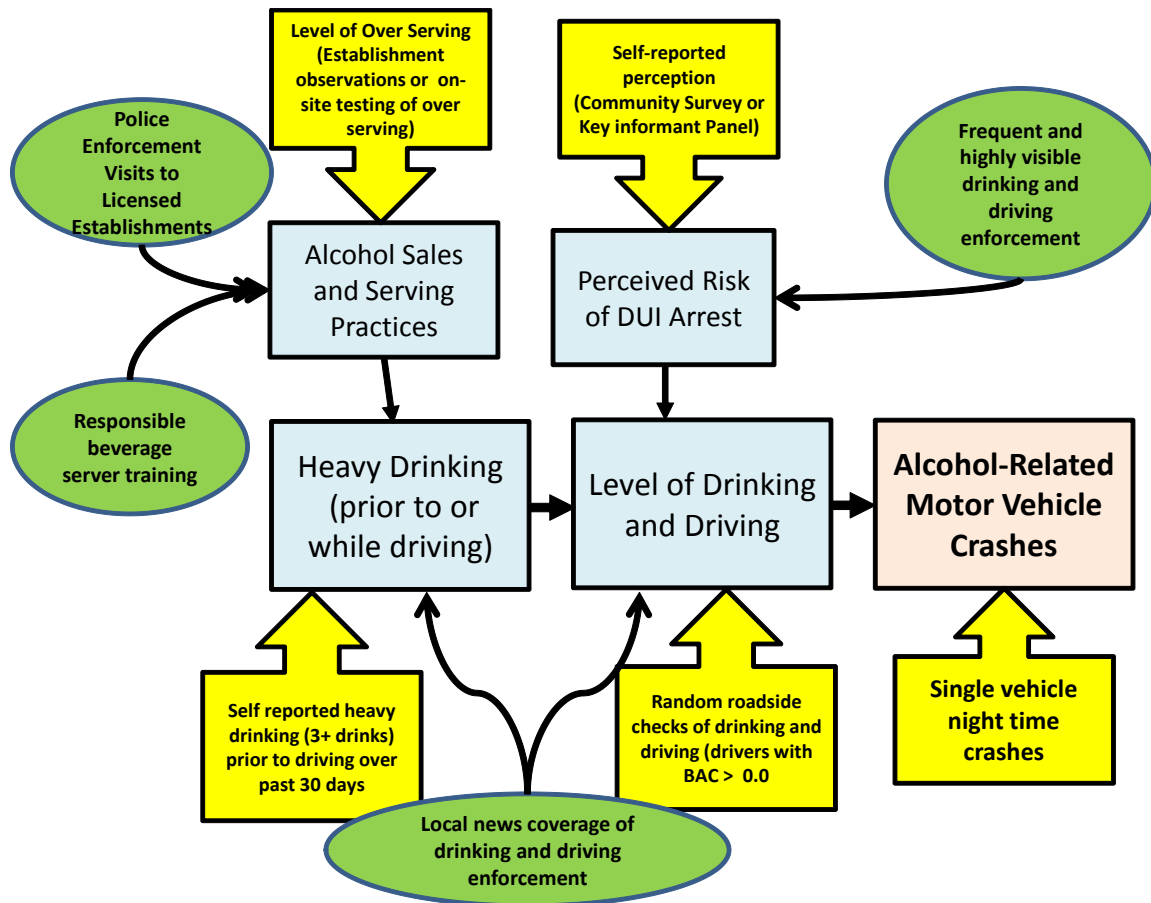 Level of Over Serving
(Establishment
observations or on-
site testing of over
serving)
Self-reported
perception
(Community Survey or
Key informant Panel)
Police
Enforcement
Visits to
Licensed
Establishments
Frequent and
highly visible
drinking and
driving
enforcement
Alcohol Sales
and Serving
Practices
Perceived Risk
of DUI Arrest
Responsible
beverage
server training
Heavy Drinking
(prior to or
while driving)
Level of Drinking
and Driving
Alcohol-Related
Motor Vehicle
Crashes
Self reported heavy
drinking (3+ drinks)
prior to driving over
past 30 days
Random roadside
checks of drinking and
driving (drivers with
BAC > 0.0
Single vehicle
night time
crashes
Local news coverage of
drinking and driving
enforcement